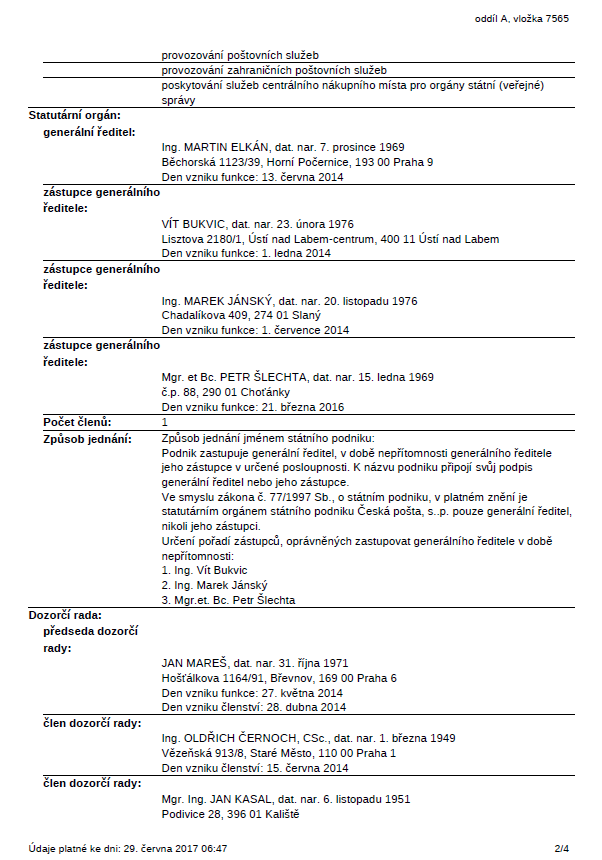 oddíl A, vložka 7565
provozování poštovních služeb
provozování zahraničních poštovních služeb
poskytování služeb centrálního nákupního místa pro orgány státní (veřejné)
správy
Statutární orgán:
generální ředitel:
Ing. MARTIN ELKÁN, dat. nar. 7. prosince 1969
Běchorská 1123/39, Horní Počernice, 193 00 Praha 9
Den vzniku funkce: 13. června 2014
zástupce generálního
ředitele:
VÍT BUKVIC, dat. nar. 23. února 1976
Lisztova 2180/1, Ústí nad Labem-centrum, 400 11 Ústí nad Labem
Den vzniku funkce: 1. ledna 2014
zástupce generálního
ředitele:
Ing. MAREK JÁNSKÝ, dat. nar. 20. listopadu 1976
Chadalíkova 409, 274 01 Slaný
Den vzniku funkce: 1. července 2014
zástupce generálního
ředitele:
Mgr. et Bc. PETR ŠLECHTA, dat. nar. 15. ledna 1969
č.p. 88, 290 01 Choťánky
Den vzniku funkce: 21. března 2016
Počet členů: 1
Způsob jednání: Způsob jednání jménem státního podniku:
Podnik zastupuje generální ředitel, v době nepřítomnosti generálního ředitele
jeho zástupce v určené posloupnosti. K názvu podniku připojí svůj podpis
generální ředitel nebo jeho zástupce.
Ve smyslu zákona č. 77/1997 Sb., o státním podniku, v platném znění je
statutárním orgánem státního podniku Česká pošta, s..p. pouze generální ředitel,
nikoli jeho zástupci.
Určení pořadí zástupců, oprávněných zastupovat generálního ředitele v době
nepřítomnosti:
1. Ing. Vít Bukvic
2. Ing. Marek Jánský
3. Mgr.et. Bc. Petr Šlechta
Dozorčí rada:
předseda dozorčí
rady:
JAN MAREŠ, dat. nar. 31. října 1971
Hošťálkova 1164/91, Břevnov, 169 00 Praha 6
Den vzniku funkce: 27. května 2014
Den vzniku členství: 28. dubna 2014
člen dozorčí rady:
Ing. OLDŘICH ČERNOCH, CSc., dat. nar. 1. března 1949
Vězeňská 913/8, Staré Město, 110 00 Praha 1
Den vzniku členství: 15. června 2014
člen dozorčí rady:
Mgr. Ing. JAN KASAL, dat. nar. 6. listopadu 1951
Podivice 28, 396 01 Kaliště
Údaje platné ke dni: 29. června 2017 06:47 2/4